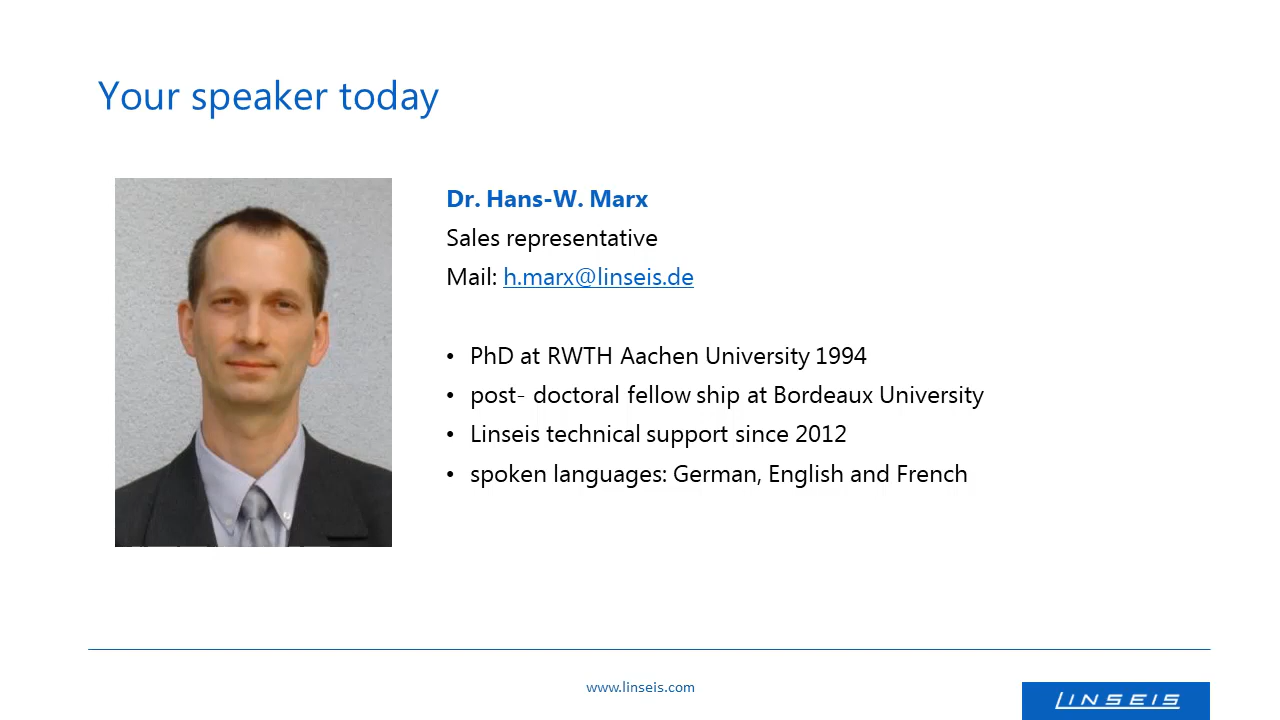 Your speaker today
Dr. Hans-W. Marx
Sales representative
Mail: h.marx@linseis.de
• PhD at RWTH Aachen University 1994
• post- doctoral fellow ship at Bordeaux University
• Linseis technical support since 2012
• spoken languages: German, English and French
www.linseis.com
LINSEIS